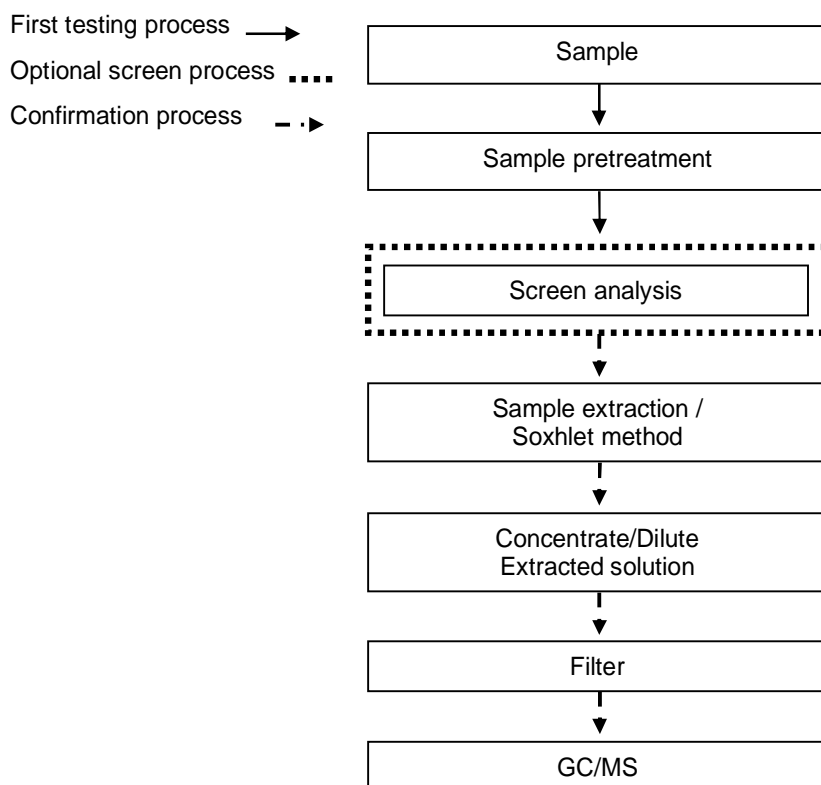 First testing process
Optional screen process
Confirmation process
Sample
Sample pretreatment
Screen analysis
Sample extraction /
Soxhlet method
Concentrate/Dilute
Extracted solution
Filter
GC/MS